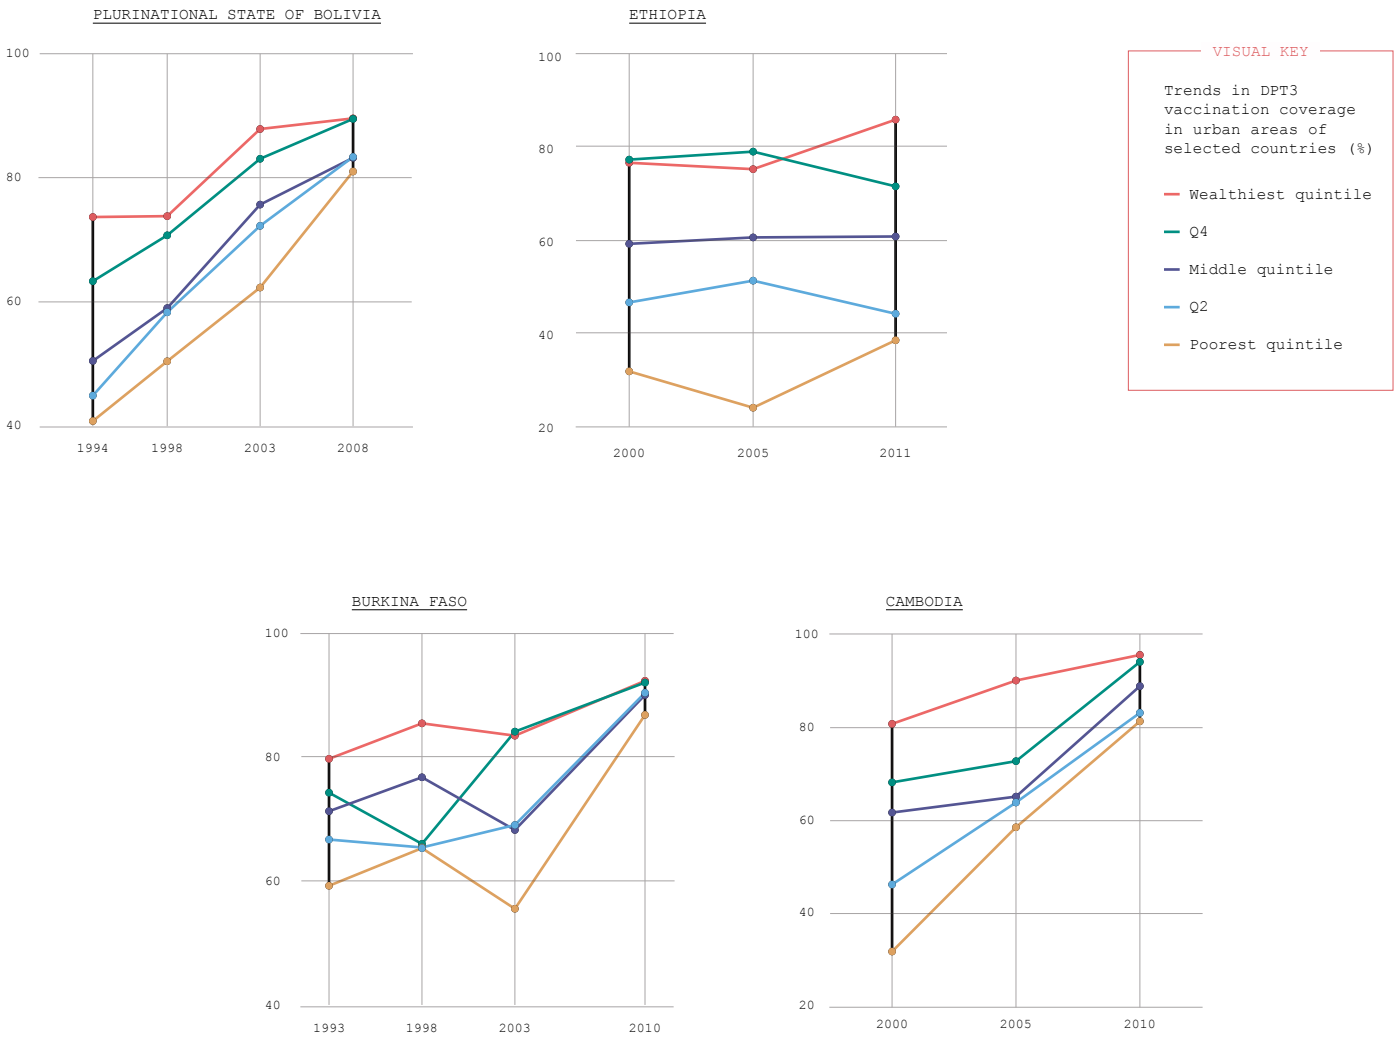 PLURINATIONAL STATE OF BOLIVIA
100
80
60
40
1994 1998 2003 2008
ETHIOPIA
100
80
60
40
20
2000 2005 2011
VISUAL KEY
Trends in DPT3
vaccination coverage
in urban areas of
selected countries (%)
Wealthiest quintile
Q4
Middle quintile
Q2
Poorest quintile
BURKINA FASO
100
80
60
40
1993 1998 2003 2010
CAMBODIA
100
80
60
40
20
2000 2005 2010